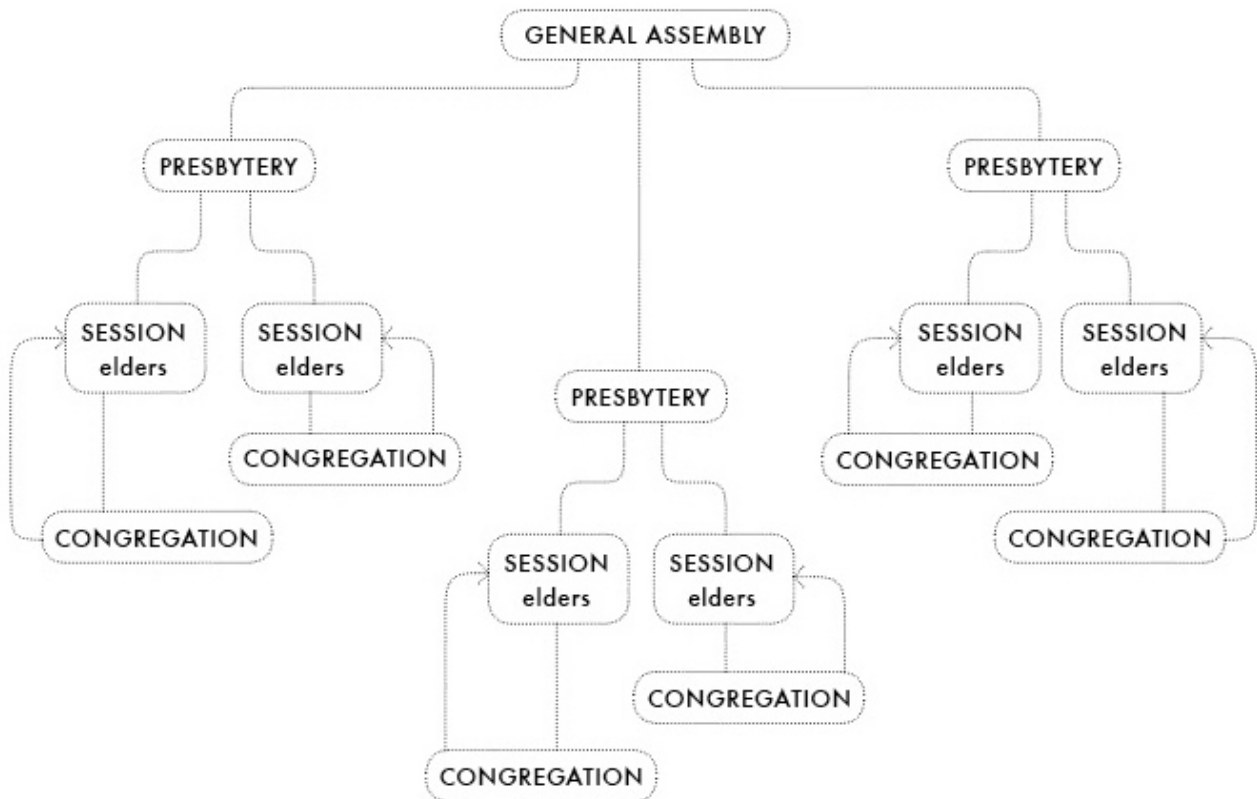 GENERAL ASSEMBLY
PRESBYTERY
PRESBYTERY
SESSION
elders
SESSION
elders
SESSION
elders
SESSION
elders
PRESBYTERY
CONGREGATION
CONGREGATION
CONGREGATION
CONGREGATION
SESSION
elders
SESSION
elders
CONGREGATION
CONGREGATION